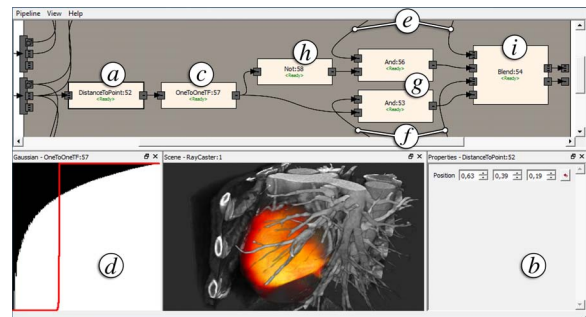 Pipeline View Help
e
a
c
h
i
DistanceToPoint:52
<Ready>
OneToOneTF:57
<Ready>
Not:58
<Ready>
And:56
<Ready>
g
And:53
<Ready>
Blend:54
<Ready>
f
Gaussian - OneToOneTF:57
Scene - RayCaster:1
Properties - DistanceToPoint:52
Position 0,63 0,39 0,19
d
b